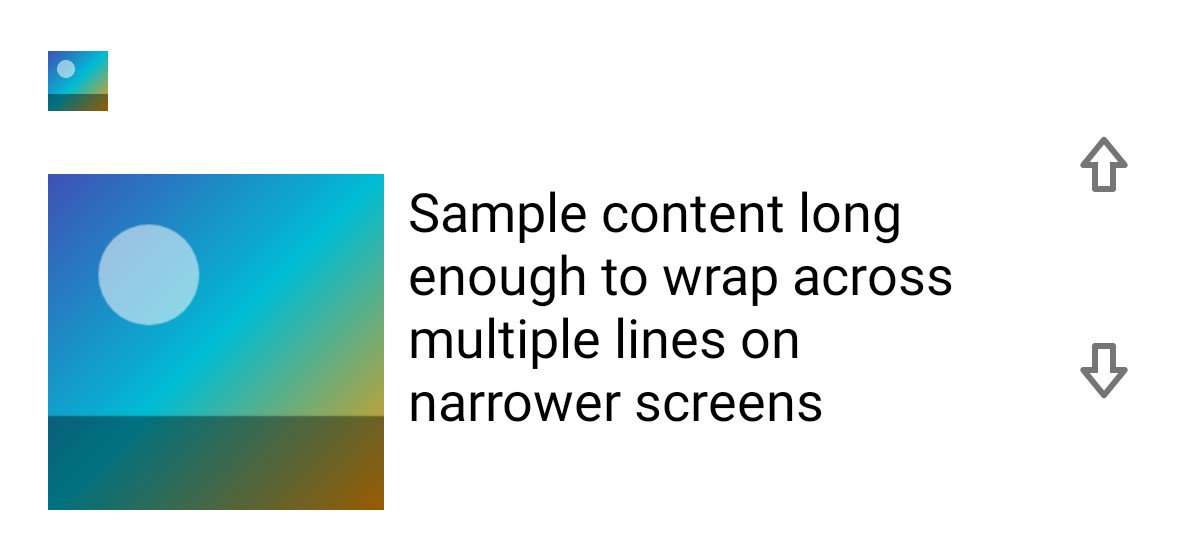 Sample content long
enough to wrap across
multiple lines on
narrower screens